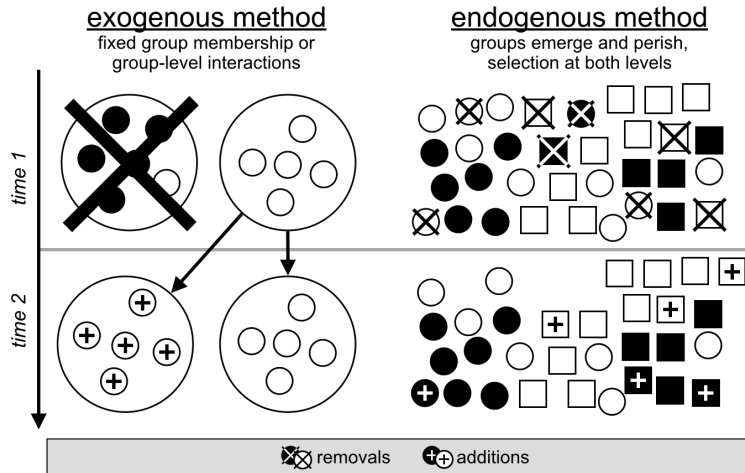 exogenous method
fixed group membership or
group-level interactions
endogenous method
groups emerge and perish,
selection at both levels
time 1
time 2
removals
additions